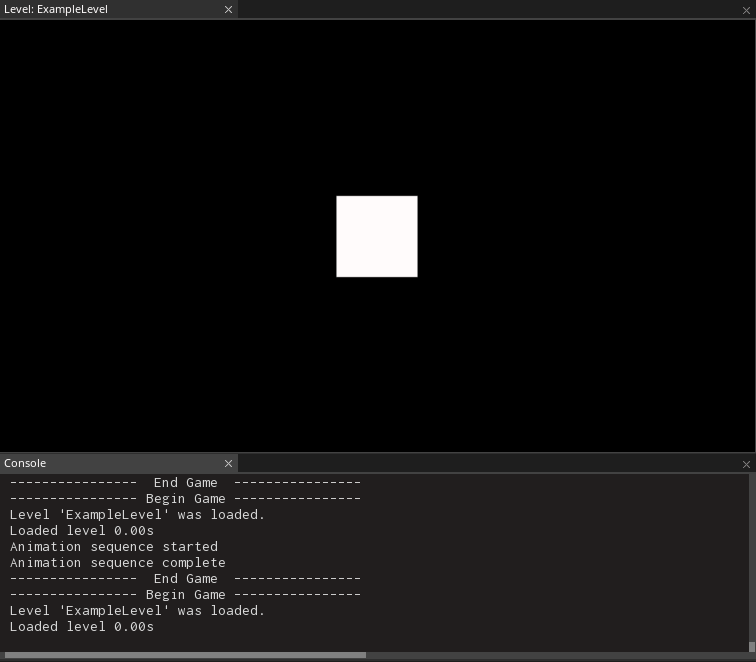 Level: ExampleLevel
Console
----------------  End Game  ----------------
---------------- Begin Game ----------------
Level 'ExampleLevel' was loaded.
Loaded level 0.00s
Animation sequence started
Animation sequence complete
----------------  End Game  ----------------
---------------- Begin Game ----------------
Level 'ExampleLevel' was loaded.
Loaded level 0.00s